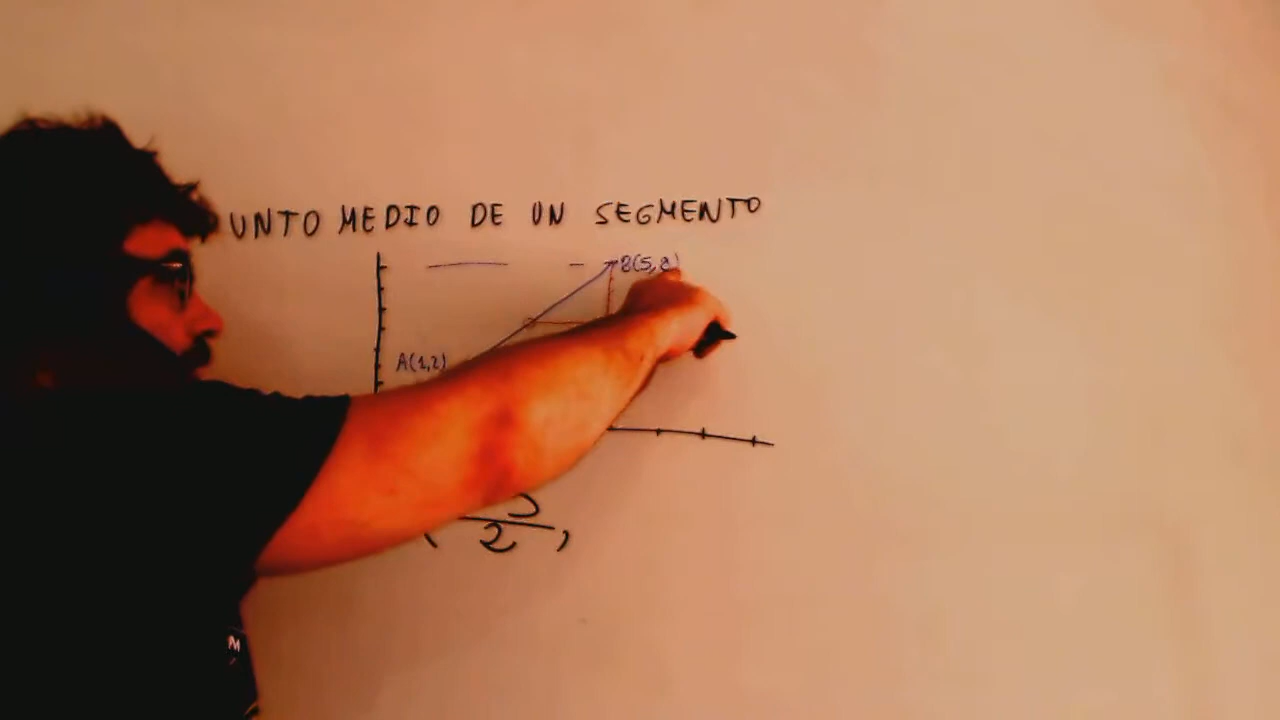 UNTO MEDIO DE UN SEGMENTO
B(5,8)
A(1,2)
2 ,
M